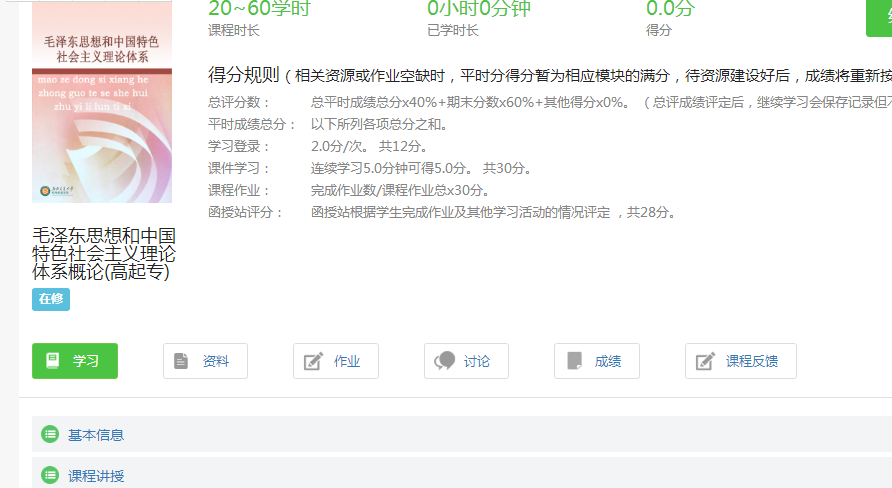 20~60学时
0小时0分钟
0.0分
课程时长
已学时长
得分
毛泽东思想和中国特色
社会主义理论体系
mao ze dong si xiang he
zhong guo te se she hui
zhu yi li lun ti xi
得分规则（相关资源或作业空缺时，平时分得分暂为相应模块的满分，待资源建设好后，成绩将重新按
总评分数：
总平时成绩总分x40%+期末分数x60%+其他得分x0%。（总评成绩评定后，继续学习会保存记录但不
平时成绩总分：
以下所列各项总分之和。
学习登录：
2.0分/次。 共12分。
课件学习：
连续学习5.0分钟可得5.0分。 共30分。
课程作业：
完成作业数/课程作业总x30分。
函授站评分：
函授站根据学生完成作业及其他学习活动的情况评定 ，共28分。
毛泽东思想和中国
特色社会主义理论
体系概论(高起专)
在修
学习
资料
作业
讨论
成绩
课程反馈
基本信息
课程讲授